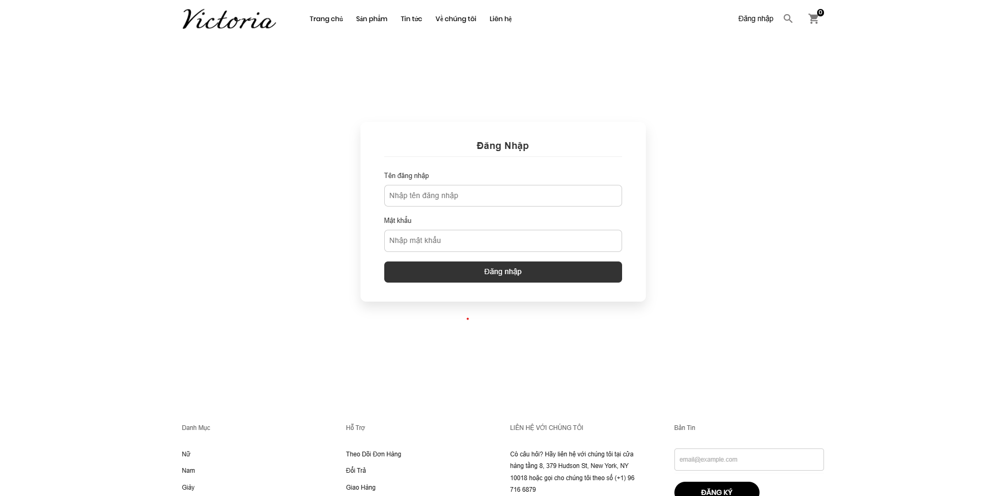 Victoria
Trang chủ
Sản phẩm
Tin tức
Về chúng tôi
Liên hệ
Đăng nhập
0
Đăng Nhập
Tên đăng nhập
Nhập tên đăng nhập
Mật khẩu
Nhập mật khẩu
Đăng nhập
Danh Mục
Nữ
Nam
Giày
Hỗ Trợ
Theo Dõi Đơn Hàng
Đổi Trả
Giao Hàng
LIÊN HỆ VỚI CHÚNG TÔI
Có câu hỏi? Hãy liên hệ với chúng tôi tại cửa
hàng tầng 8, 379 Hudson St, New York, NY
10018 hoặc gọi cho chúng tôi theo số (+1) 96
716 6879
Bản Tin
email@example.com
ĐĂNG KÝ